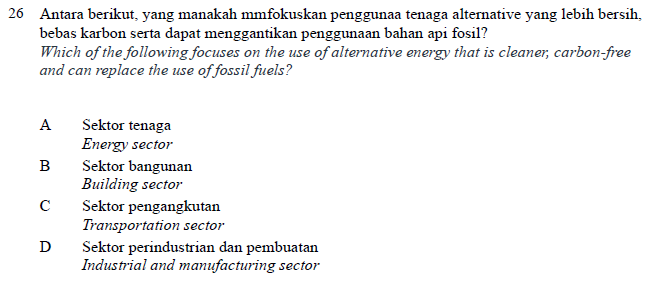 26 Antara berikut, yang manakah mmfokuskan penggunaa tenaga alternative yang lebih bersih,
bebas karbon serta dapat menggantikan penggunaan bahan api fosil?
Which of the following focuses on the use of alternative energy that is cleaner, carbon-free
and can replace the use of fossil fuels?
A Sektor tenaga
Energy sector
B Sektor bangunan
Building sector
C Sektor pengangkutan
Transportation sector
D Sektor perindustrian dan pembuatan
Industrial and manufacturing sector